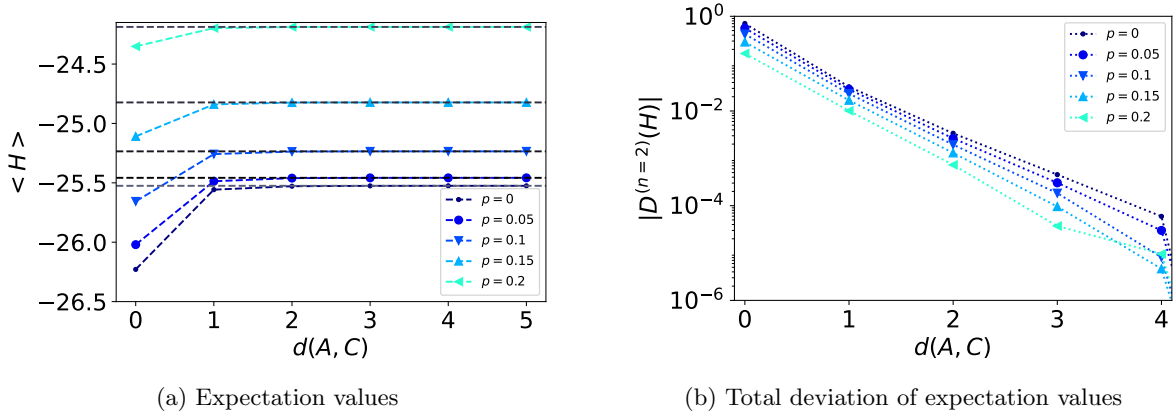 < H >
−24.5
−25.0
−25.5
−26.0
−26.5
0 1 2 3 4 5
d(A, C)
p = 0
p = 0.05
p = 0.1
p = 0.15
p = 0.2
(a) Expectation values
|D^{(n=2)}(H)|
10^0
10^{−2}
10^{−4}
10^{−6}
0 1 2 3 4
d(A, C)
p = 0
p = 0.05
p = 0.1
p = 0.15
p = 0.2
(b) Total deviation of expectation values